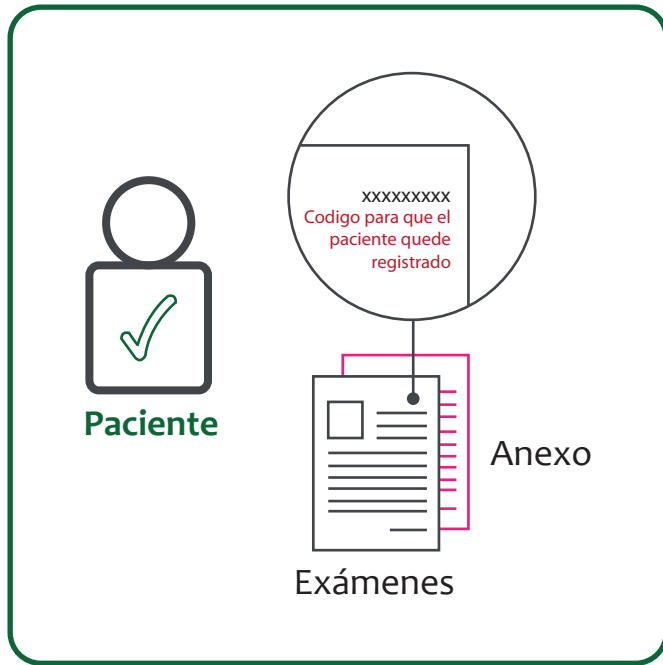 xxxxxxxxx
Codigo para que el
paciente quede
registrado
Paciente
Anexo
Exámenes